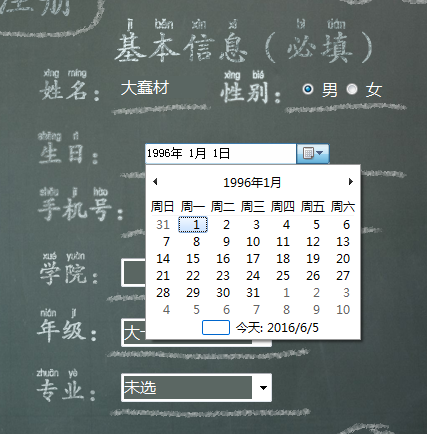 注册
jī běn xìn xī bì tián
基本信息（必填）
xìng míng
姓名： 大蠢材
xìng bié
性别： 男 女
shēng rì
生日： 1996年 1月 1日
1996年1月
周日 周一 周二 周三 周四 周五 周六
31 1 2 3 4 5 6
7 8 9 10 11 12 13
14 15 16 17 18 19 20
21 22 23 24 25 26 27
28 29 30 31 1 2 3
4 5 6 7 8 9 10
今天: 2016/6/5
shǒu jī hào
手机号：
xué yuàn
学院：
nián jí
年级： 大一
zhuān yè
专业： 未选